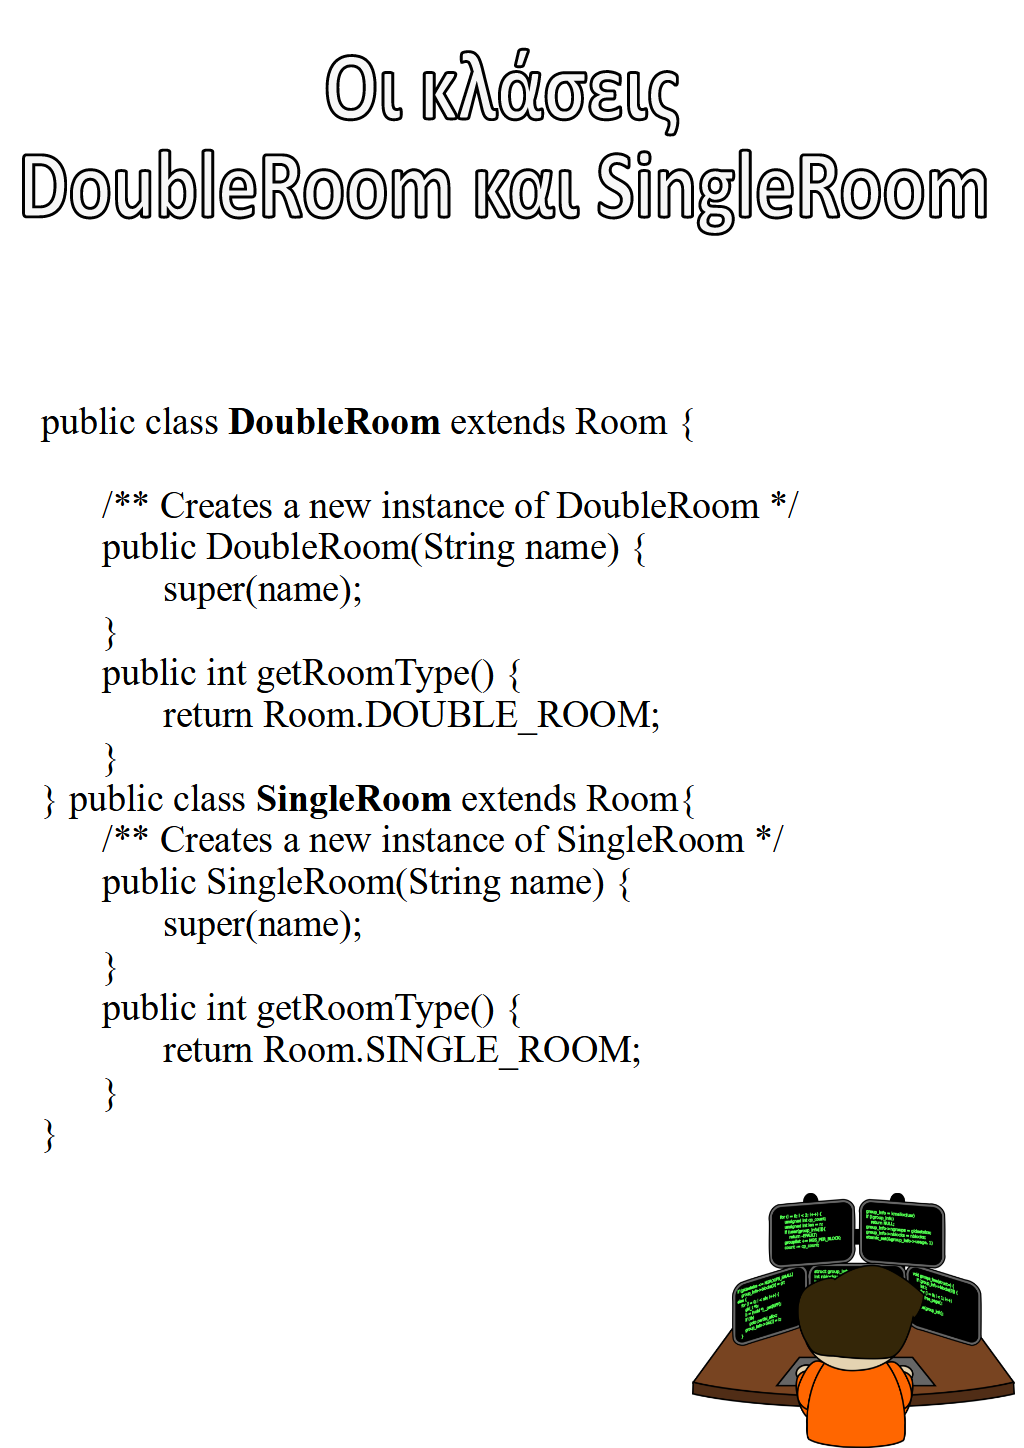 Οι κλάσεις
DoubleRoom και SingleRoom
public class DoubleRoom extends Room {
/** Creates a new instance of DoubleRoom */
public DoubleRoom(String name) {
super(name);
}
public int getRoomType() {
return Room.DOUBLE_ROOM;
}
} public class SingleRoom extends Room{
/** Creates a new instance of SingleRoom */
public SingleRoom(String name) {
super(name);
}
public int getRoomType() {
return Room.SINGLE_ROOM;
}
}